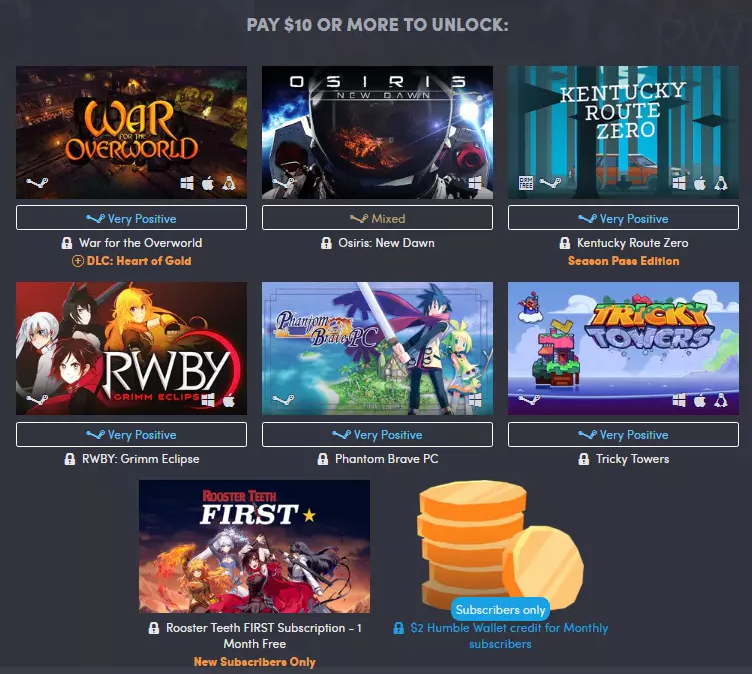 PAY $10 OR MORE TO UNLOCK:
WAR
FOR THE
OVERWORLD
OSIRIS
NEW DAWN
KENTUCKY
ROUTE
ZERO
DRM
FREE
Very Positive
Mixed
Very Positive
War for the Overworld
DLC: Heart of Gold
Osiris: New Dawn
Kentucky Route Zero
Season Pass Edition
RWBY
GRIMM ECLIPS
Phantom
Brave PC
TRICKY
TOWERS
Very Positive
Very Positive
Very Positive
RWBY: Grimm Eclipse
Phantom Brave PC
Tricky Towers
ROOSTER TEETH
FIRST
Subscribers only
Rooster Teeth FIRST Subscription - 1
Month Free
New Subscribers Only
$2 Humble Wallet credit for Monthly
subscribers